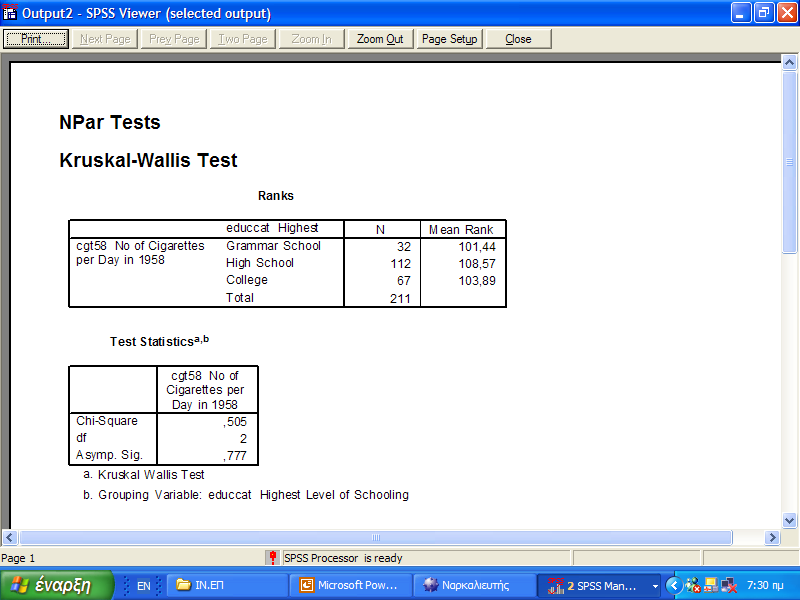 Output2 - SPSS Viewer (selected output)
Print... Next Page Prev Page Two Page Zoom In Zoom Out Page Setup Close
NPar Tests
Kruskal-Wallis Test
Ranks
educcat Highest N Mean Rank
cgt58 No of Cigarettes Grammar School 32 101,44
per Day in 1958 High School 112 108,57
College 67 103,89
Total 211
Test Statisticsa,b
cgt58 No of
Cigarettes per
Day in 1958
Chi-Square ,505
df 2
Asymp. Sig. ,777
a. Kruskal Wallis Test
b. Grouping Variable: educcat Highest Level of Schooling
Page 1 SPSS Processor is ready
έναρξη EN ΙΝ.ΕΠ Microsoft Pow... Ναρκαλιευτής 2 SPSS Man... 7:30 πμ